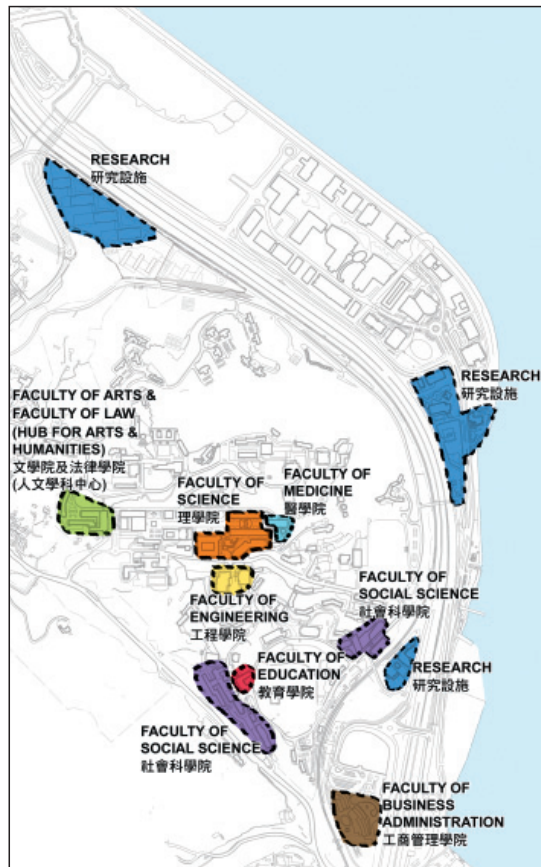 RESEARCH
研究設施
RESEARCH
研究設施
FACULTY OF ARTS &
FACULTY OF LAW
(HUB FOR ARTS &
HUMANITIES)
文學院及法律學院
(人文學科中心)
FACULTY OF
SCIENCE
理學院
FACULTY OF
MEDICINE
醫學院
FACULTY OF
ENGINEERING
工程學院
FACULTY OF
SOCIAL SCIENCE
社會科學院
FACULTY OF
EDUCATION
教育學院
RESEARCH
研究設施
FACULTY OF
SOCIAL SCIENCE
社會科學院
FACULTY OF
BUSINESS
ADMINISTRATION
工商管理學院